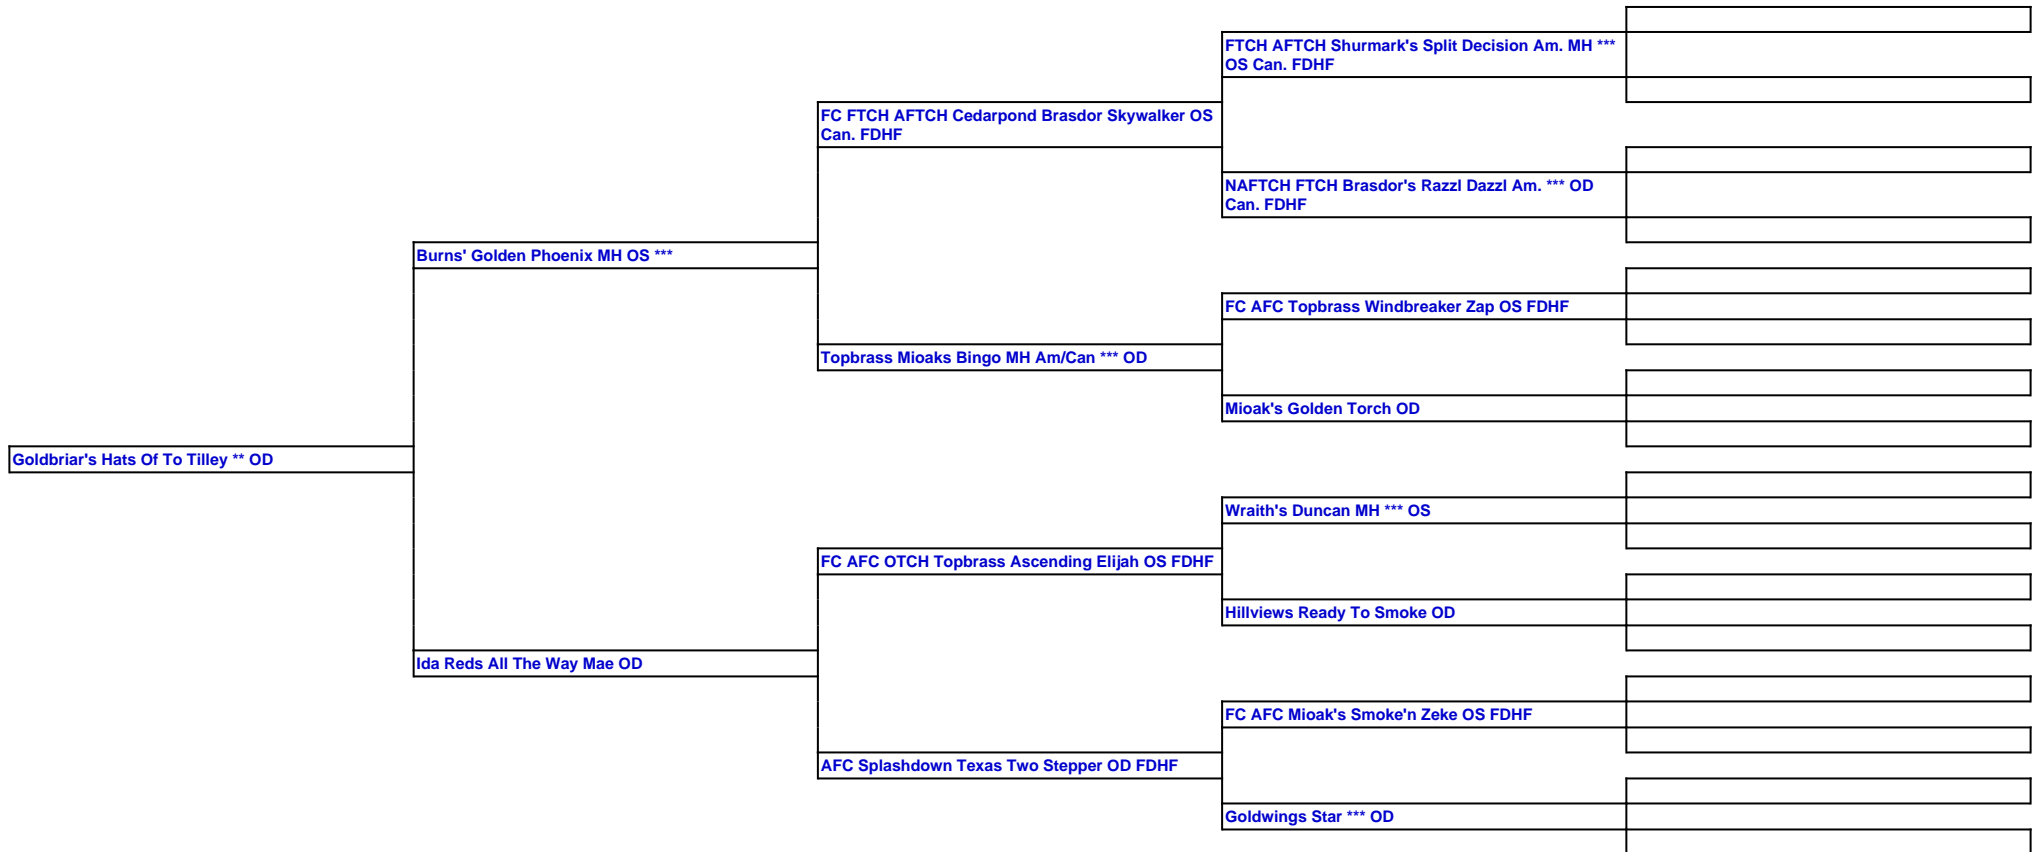 FTCH AFTCH Shurmark's Split Decision Am. MH ***
OS Can. FDHF
FC FTCH AFTCH Cedarpond Brasdor Skywalker OS
Can. FDHF
NAFTCH FTCH Brasdor's Razzl Dazzl Am. *** OD
Can. FDHF
Burns' Golden Phoenix MH OS ***
FC AFC Topbrass Windbreaker Zap OS FDHF
Topbrass Mioaks Bingo MH Am/Can *** OD
Mioak's Golden Torch OD
Goldbriar's Hats Of To Tilley ** OD
Wraith's Duncan MH *** OS
FC AFC OTCH Topbrass Ascending Elijah OS FDHF
Hillviews Ready To Smoke OD
Ida Reds All The Way Mae OD
FC AFC Mioak's Smoke'n Zeke OS FDHF
AFC Splashdown Texas Two Stepper OD FDHF
Goldwings Star *** OD